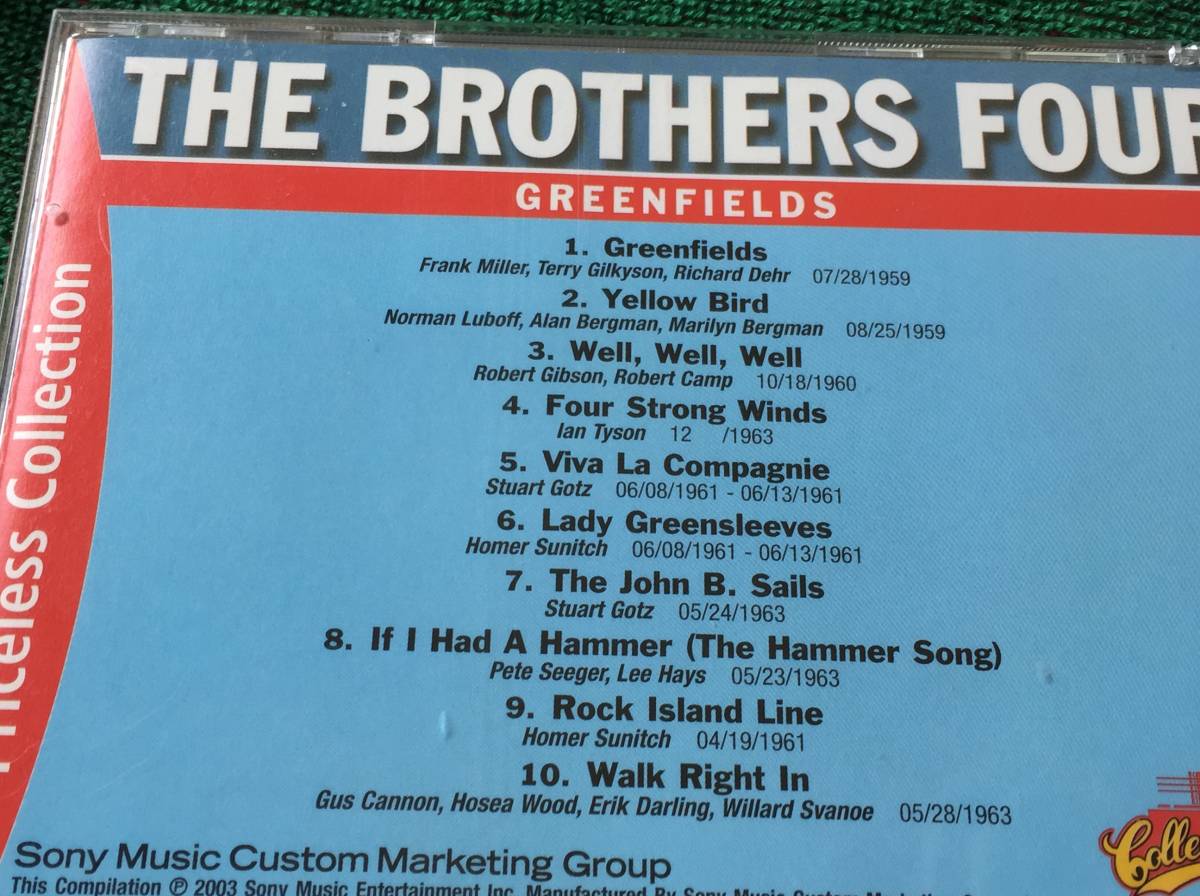 THE BROTHERS FOUR
GREENFIELDS
1. Greenfields
Frank Miller, Terry Gilkyson, Richard Dehr 07/28/1959
2. Yellow Bird
Norman Luboff, Alan Bergman, Marilyn Bergman 08/25/1959
3. Well, Well, Well
Robert Gibson, Robert Camp 10/18/1960
4. Four Strong Winds
Ian Tyson 12 /1963
5. Viva La Compagnie
Stuart Gotz 06/08/1961 - 06/13/1961
6. Lady Greensleeves
Homer Sunitch 06/08/1961 - 06/13/1961
7. The John B. Sails
Stuart Gotz 05/24/1963
8. If I Had A Hammer (The Hammer Song)
Pete Seeger, Lee Hays 05/23/1963
9. Rock Island Line
Homer Sunitch 04/19/1961
10. Walk Right In
Gus Cannon, Hosea Wood, Erik Darling, Willard Svanoe 05/28/1963
Priceless Collection
Sony Music Custom Marketing Group
This Compilation ℗ 2003 Sony Music Entertainment Inc. Manufactured By Sony Music Custom Marketing
Colle